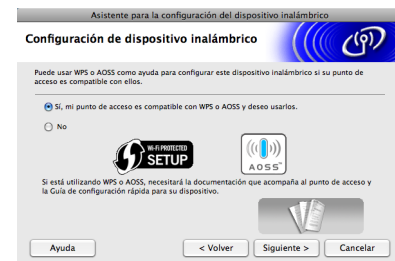 Asistente para la configuración del dispositivo inalámbrico
Configuración de dispositivo inalámbrico
Puede usar WPS o AOSS como ayuda para configurar este dispositivo inalámbrico si su punto de
acceso es compatible con ellos.
Sí, mi punto de acceso es compatible con WPS o AOSS y deseo usarlos.
No
Wi-Fi PROTECTED
SETUP
AOSS™
Si está utilizando WPS o AOSS, necesitará la documentación que acompaña al punto de acceso y
la Guía de configuración rápida para su dispositivo.
Ayuda
< Volver
Siguiente >
Cancelar